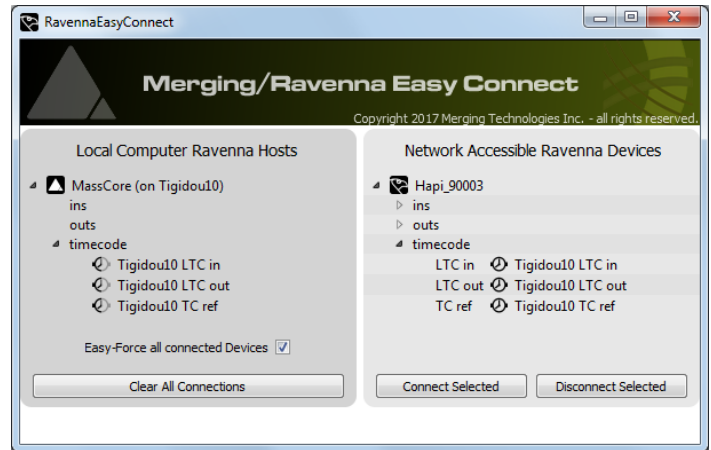 RavennaEasyConnect
Merging/Ravenna Easy Connect
Copyright 2017 Merging Technologies Inc. - all rights reserved.
Local Computer Ravenna Hosts
MassCore (on Tigidou10)
ins
outs
timecode
Tigidou10 LTC in
Tigidou10 LTC out
Tigidou10 TC ref
Easy-Force all connected Devices
Clear All Connections
Network Accessible Ravenna Devices
Hapi_90003
ins
outs
timecode
LTC in Tigidou10 LTC in
LTC out Tigidou10 LTC out
TC ref Tigidou10 TC ref
Connect Selected Disconnect Selected